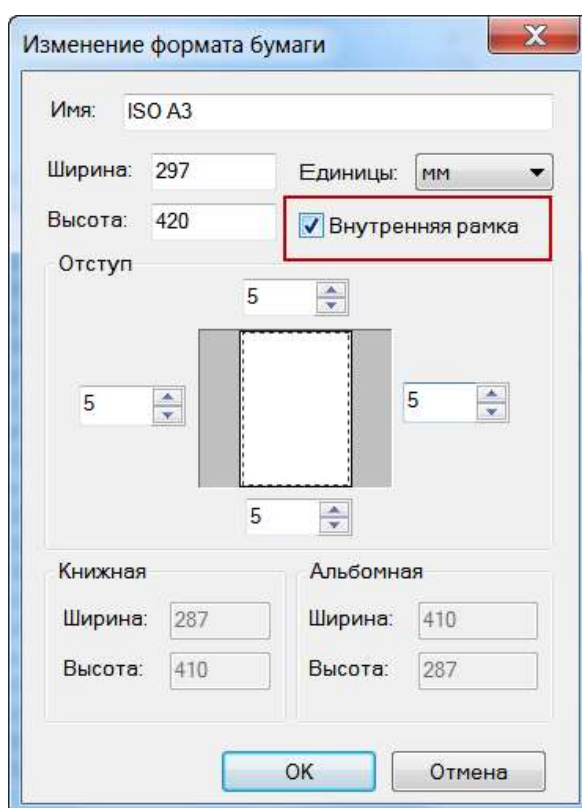 Изменение формата бумаги
Имя: ISO A3
Ширина: 297 Единицы: мм
Высота: 420 Внутренняя рамка
Отступ
5
5 5
5
Книжная Альбомная
Ширина: 287 Ширина: 410
Высота: 410 Высота: 287
OK Отмена